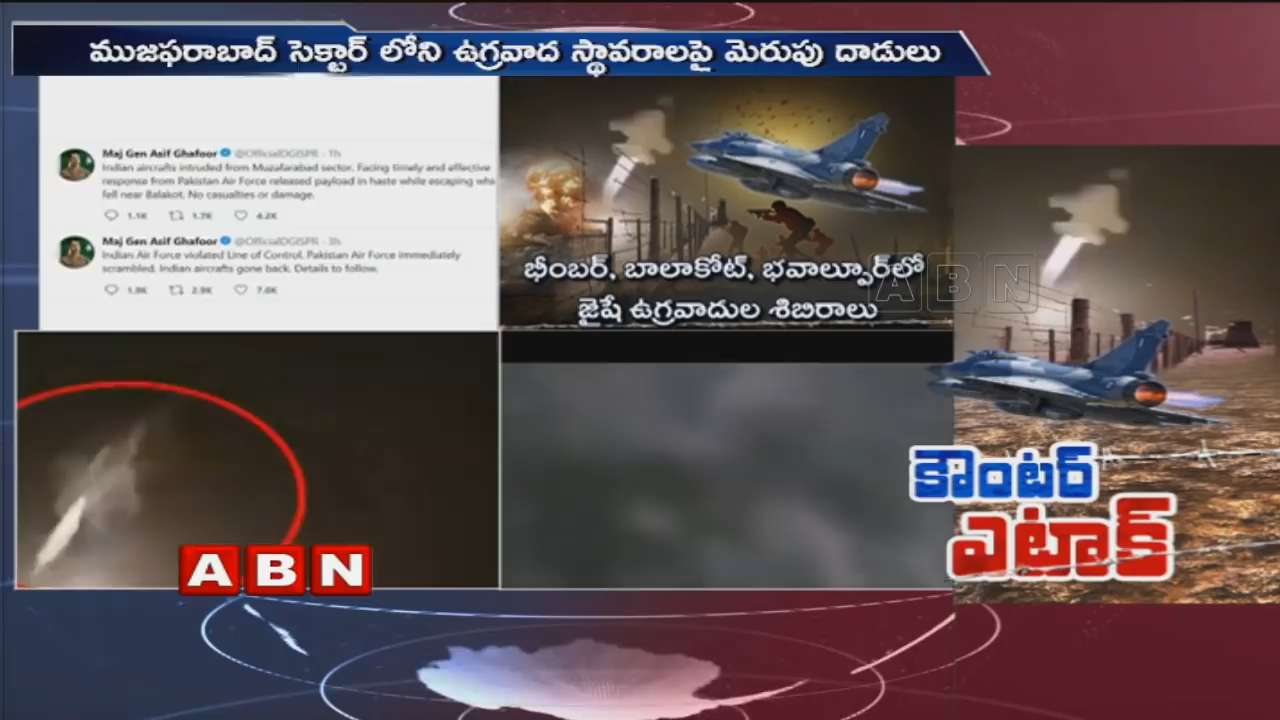 ముజఫరాబాద్ సెక్టార్ లోని ఉగ్రవాద స్థావరాలపై మెరుపు దాడులు
Maj Gen Asif Ghafoor @OfficialDGISPR - 1h
Indian aircrafts intruded from Muzafarabad sector. Facing timely and effective
response from Pakistan Air Force released payload in haste while escaping whi
fell near Balakot. No casualties or damage.
1.1K 1.7K 4.2K
Maj Gen Asif Ghafoor @OfficialDGISPR - 3h
Indian Air Force violated Line of Control. Pakistan Air Force immediately
scrambled. Indian aircrafts gone back. Details to follow.
1.8K 2.9K 7.0K
భీంబర్, బాలాకోట్, భవాల్పూర్‌లో
జైషే ఉగ్రవాదుల శిబిరాలు
ABN
కౌంటర్
ఎటాక్
ABN